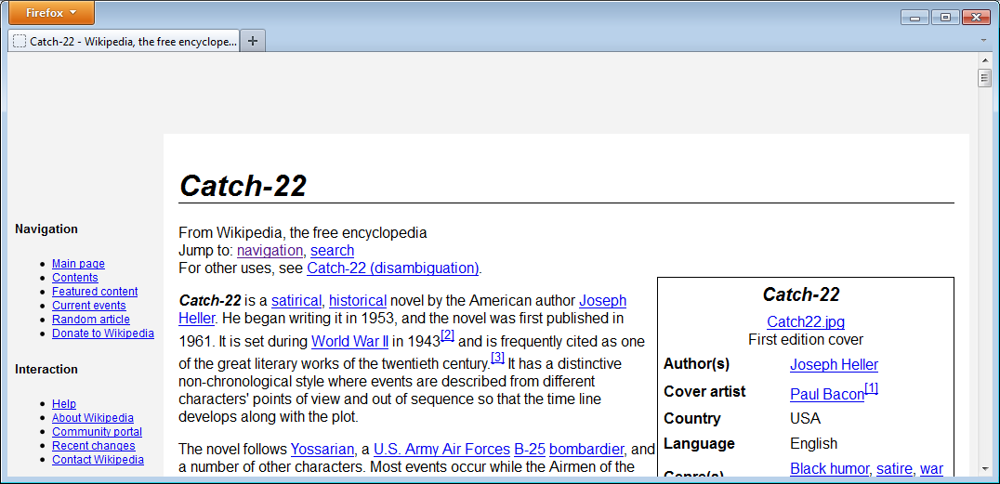 Firefox
Catch-22 - Wikipedia, the free encyclope...
Catch-22
Navigation
Main page
Contents
Featured content
Current events
Random article
Donate to Wikipedia
Interaction
Help
About Wikipedia
Community portal
Recent changes
Contact Wikipedia
From Wikipedia, the free encyclopedia
Jump to: navigation, search
For other uses, see Catch-22 (disambiguation).
Catch-22 is a satirical, historical novel by the American author Joseph
Heller. He began writing it in 1953, and the novel was first published in
1961. It is set during World War II in 1943[2] and is frequently cited as one
of the great literary works of the twentieth century.[3] It has a distinctive
non-chronological style where events are described from different
characters' points of view and out of sequence so that the time line
develops along with the plot.
The novel follows Yossarian, a U.S. Army Air Forces B-25 bombardier, and
a number of other characters. Most events occur while the Airmen of the
Catch-22
Catch22.jpg
First edition cover
Author(s) Joseph Heller
Cover artist Paul Bacon[1]
Country USA
Language English
Genre(s) Black humor, satire, war